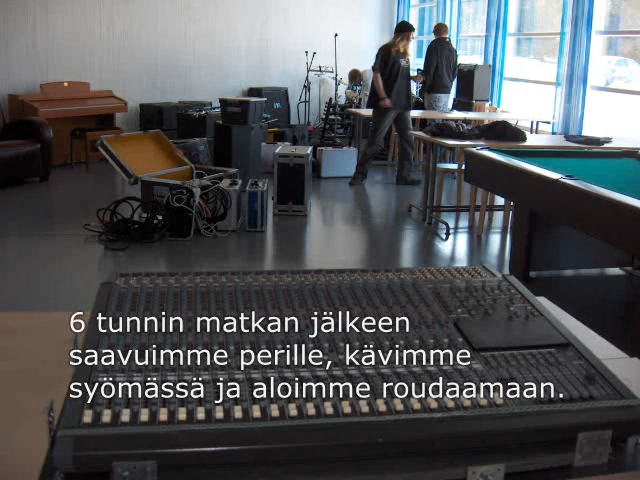 6 tunnin matkan jälkeen
saavuimme perille, kävimme
syömässä ja aloimme roudaamaan.